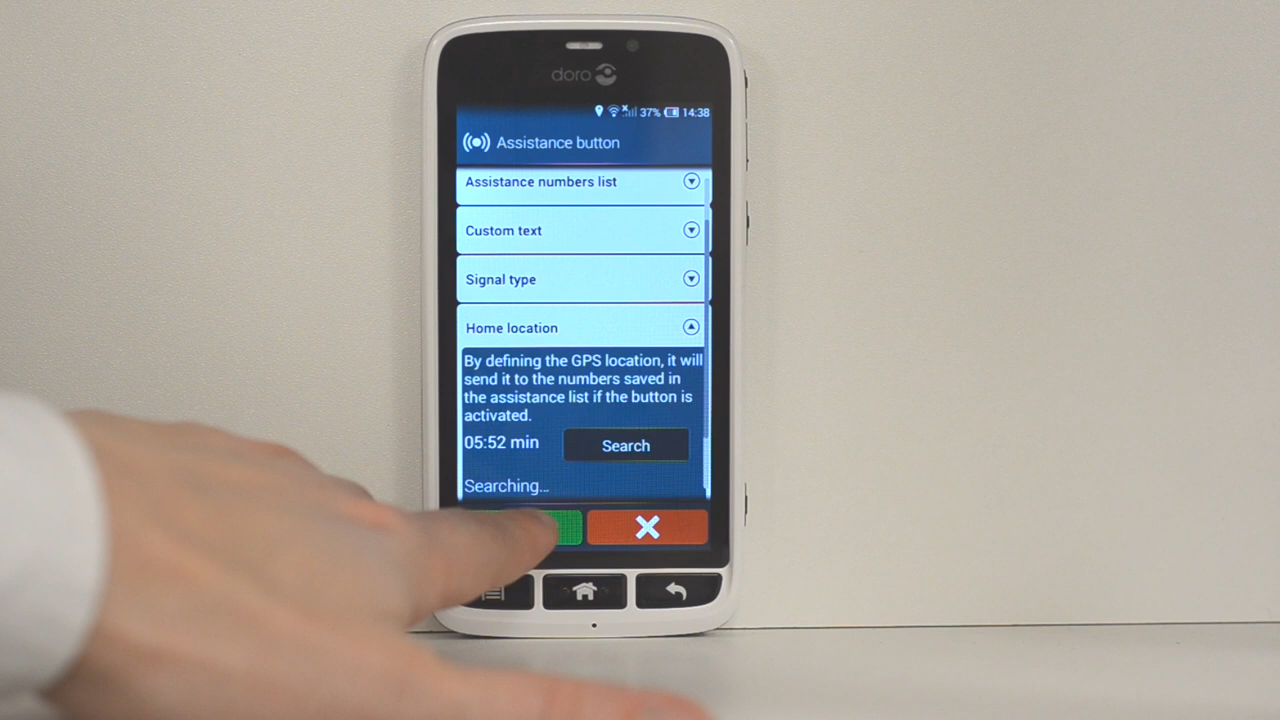 doro
37% 14:38
Assistance button
Assistance numbers list
Custom text
Signal type
Home location
By defining the GPS location, it will
send it to the numbers saved in
the assistance list if the button is
activated.
05:52 min Search
Searching...